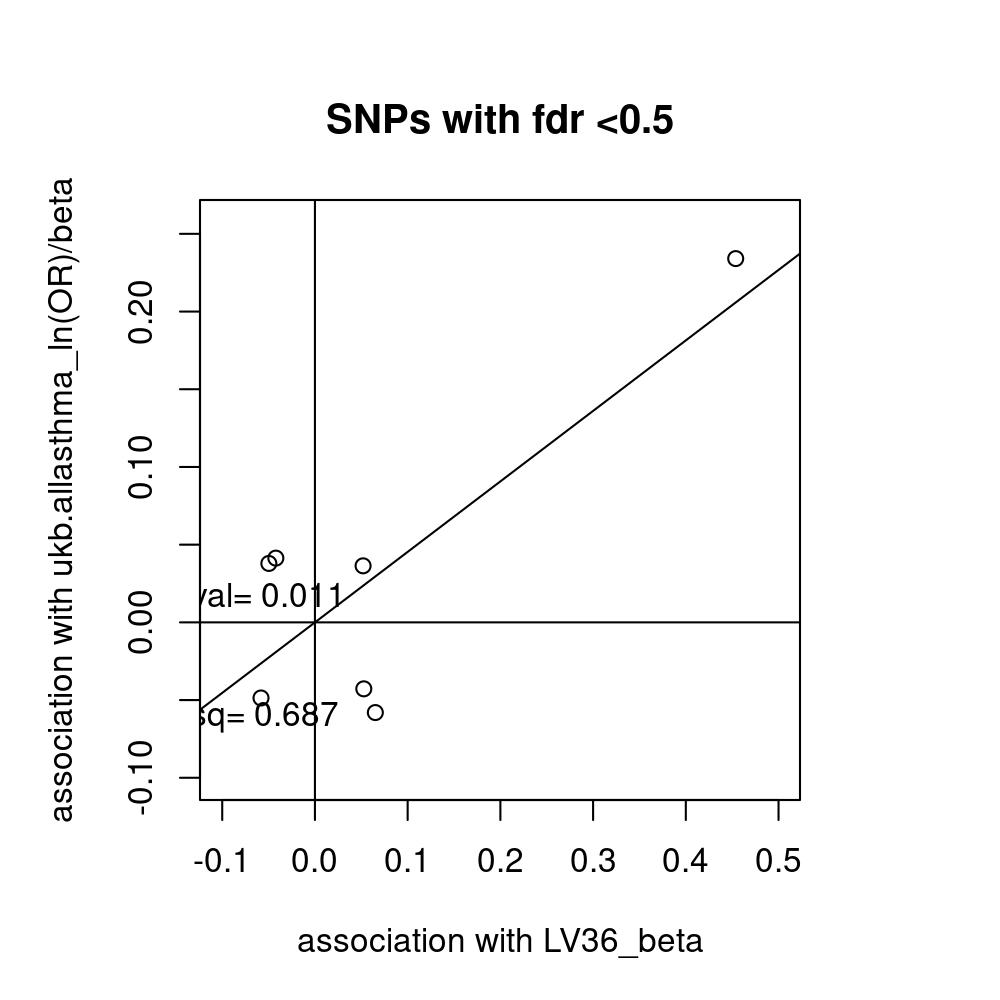 SNPs with fdr <0.5
association with ukb.allasthma_ln(OR)/beta
0.20
0.10
0.00
-0.10
val= 0.011
sq= 0.687
-0.1 0.0 0.1 0.2 0.3 0.4 0.5
association with LV36_beta